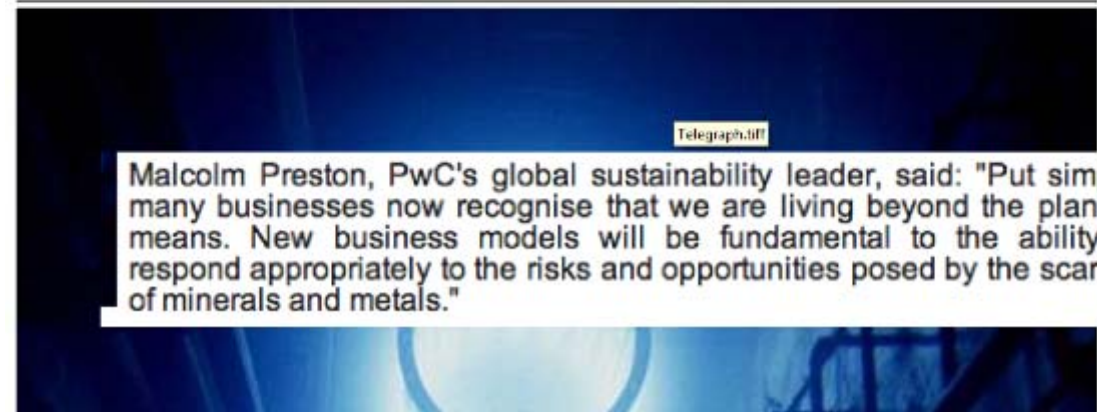 Telegraph.tiff
Malcolm Preston, PwC's global sustainability leader, said: "Put sim
many businesses now recognise that we are living beyond the plan
means. New business models will be fundamental to the ability
respond appropriately to the risks and opportunities posed by the scar
of minerals and metals."